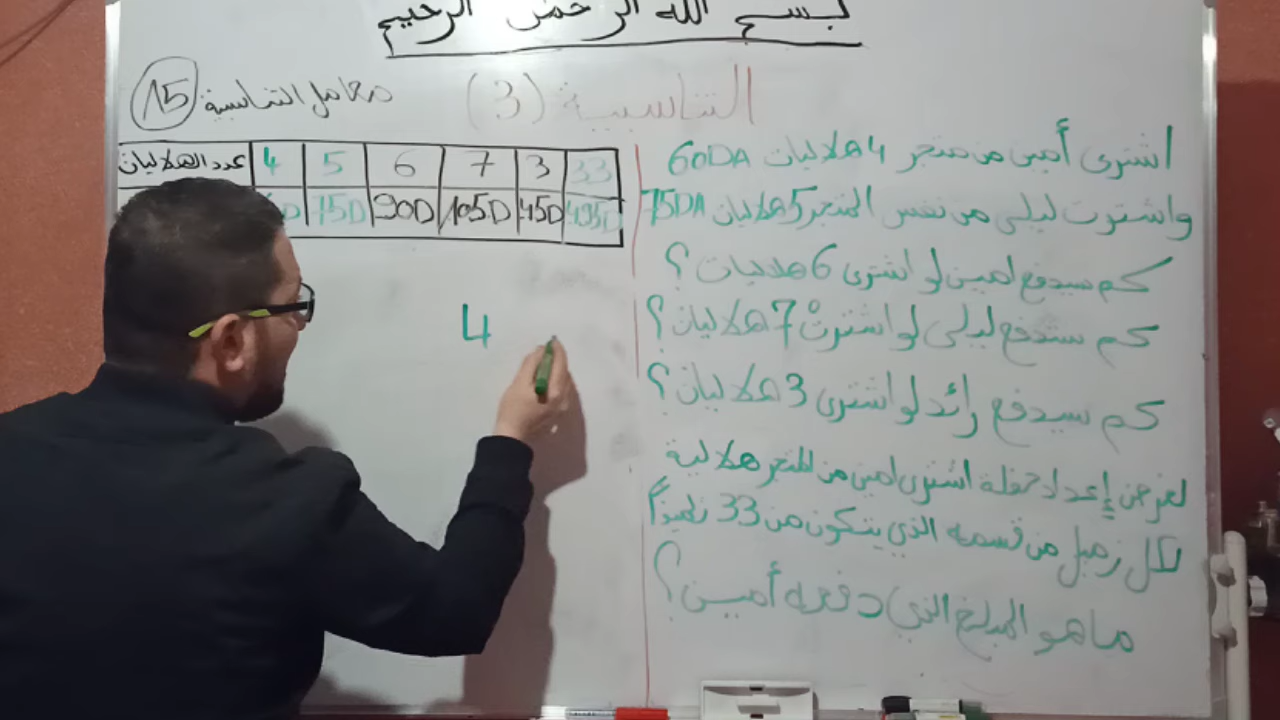 بسم الله الرحمن الرحيم
التناسبية (3)
معامل التناسبية 15
عدد الهلاليات 4 5 6 7 3 33
75D 90D 105D 45D 495D
4
اشترى أمين من متجر 4 هلاليات 60DA
واشترت ليلى من نفس المتجر 5 هلاليات 75DA
كم سيدفع امين لو اشترى 6 هلاليات ؟
كم ستدفع ليلى لو اشترتْ 7 هلاليات ؟
كم سيدفع رائد لو اشترى 3 هلاليات ؟
لغرض إعداد حفلة اشترى امين من المتجر هلالية
لكل زميل من قسمه الذي يتكون من 33 تلميذاً
ما هو المبلغ الذي دفعه أمين ؟